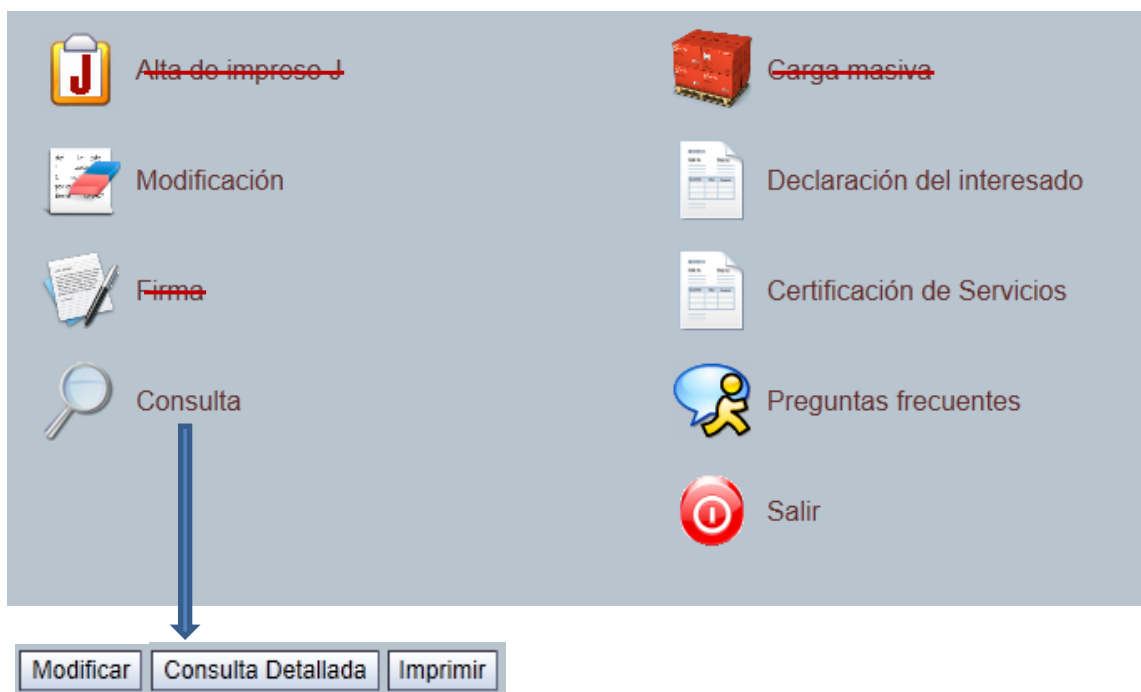 J Alta de impreso J
Modificación
Firma
Consulta
Carga masiva
Declaración del interesado
Certificación de Servicios
Preguntas frecuentes
Salir
Modificar Consulta Detallada Imprimir